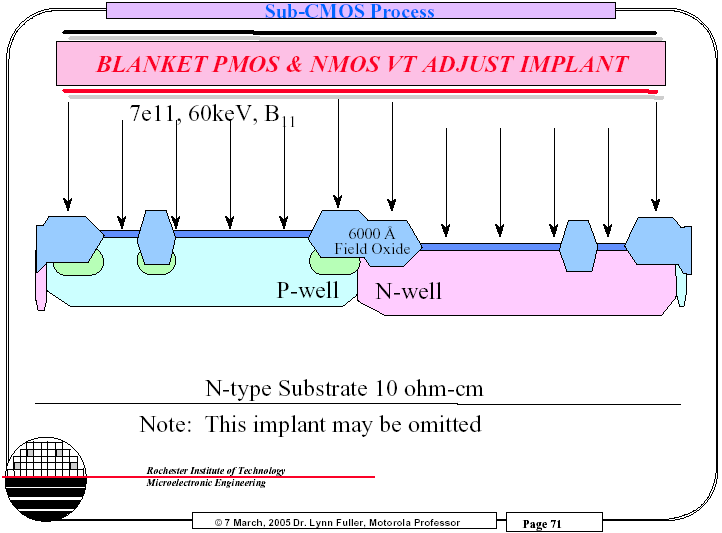 Sub-CMOS Process
BLANKET PMOS & NMOS VT ADJUST IMPLANT
7e11, 60keV, B11
6000 Å
Field Oxide
P-well
N-well
N-type Substrate 10 ohm-cm
Note: This implant may be omitted
Rochester Institute of Technology
Microelectronic Engineering
© 7 March, 2005 Dr. Lynn Fuller, Motorola Professor
Page 71